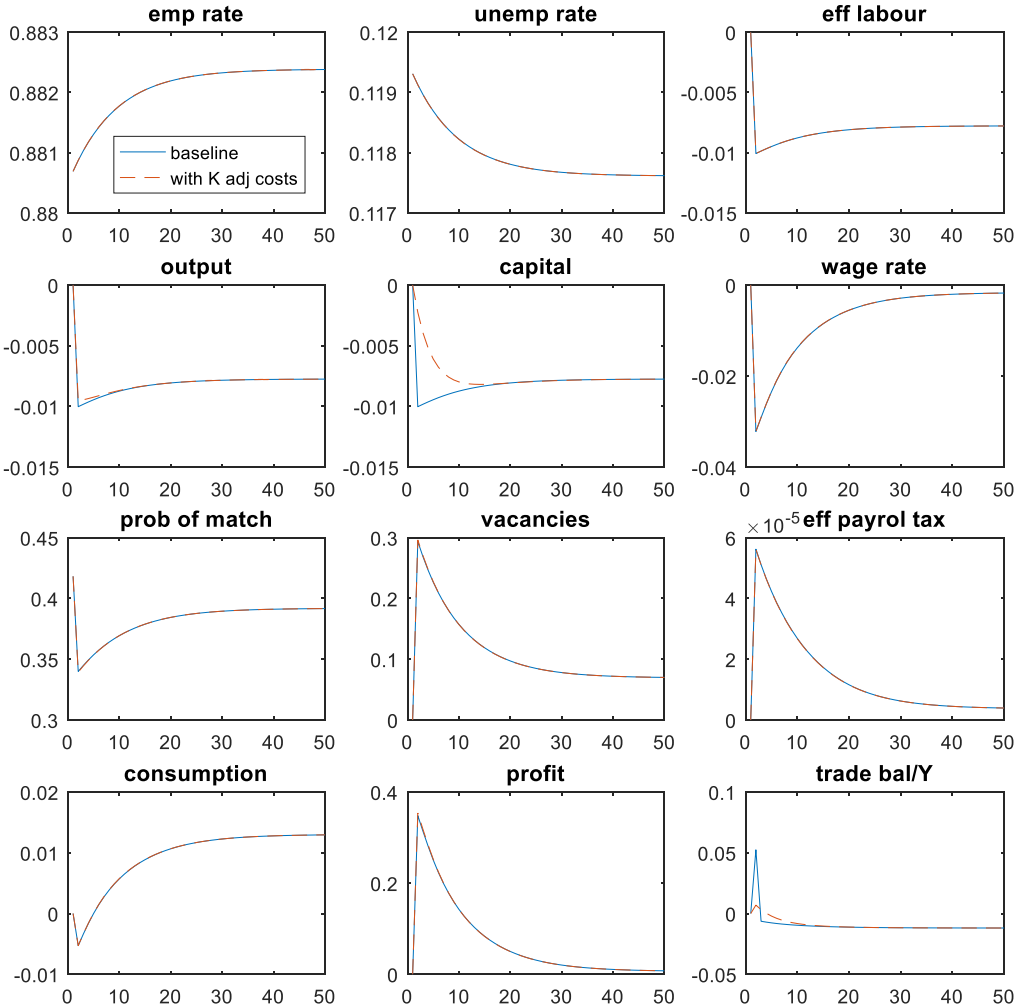 emp rate
0.883
0.882
0.881
0.88
baseline
with K adj costs
0 10 20 30 40 50
unemp rate
0.12
0.119
0.118
0.117
0 10 20 30 40 50
eff labour
0
-0.005
-0.01
-0.015
0 10 20 30 40 50
output
0
-0.005
-0.01
-0.015
0 10 20 30 40 50
capital
0
-0.005
-0.01
-0.015
0 10 20 30 40 50
wage rate
0
-0.02
-0.04
0 10 20 30 40 50
prob of match
0.45
0.4
0.35
0.3
0 10 20 30 40 50
vacancies
0.3
0.2
0.1
0
0 10 20 30 40 50
×10⁻⁵ eff payrol tax
6
4
2
0
0 10 20 30 40 50
consumption
0.02
0.01
0
-0.01
0 10 20 30 40 50
profit
0.4
0.2
0
0 10 20 30 40 50
trade bal/Y
0.1
0.05
0
-0.05
0 10 20 30 40 50